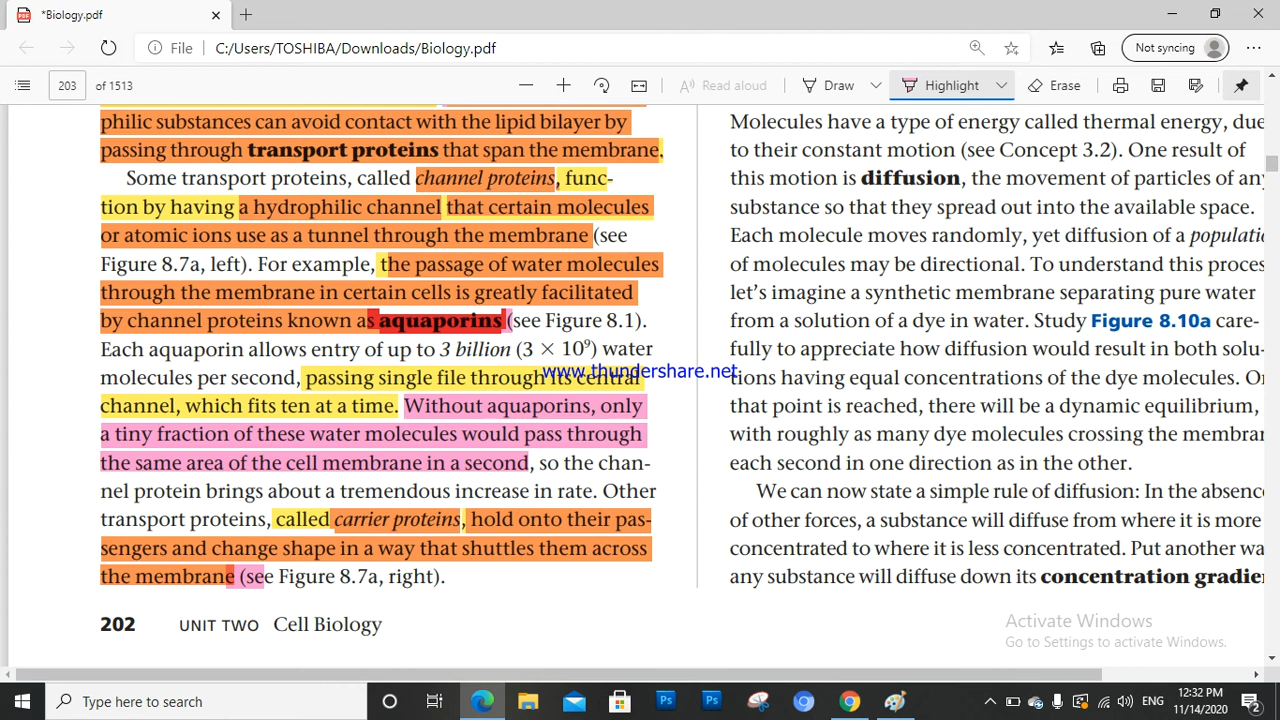 *Biology.pdf
File
C:/Users/TOSHIBA/Downloads/Biology.pdf
Not syncing
203 of 1513
Read aloud
Draw
Highlight
Erase
philic substances can avoid contact with the lipid bilayer by
passing through transport proteins that span the membrane.
Some transport proteins, called channel proteins, func-
tion by having a hydrophilic channel that certain molecules
or atomic ions use as a tunnel through the membrane (see
Figure 8.7a, left). For example, the passage of water molecules
through the membrane in certain cells is greatly facilitated
by channel proteins known as aquaporins (see Figure 8.1).
Each aquaporin allows entry of up to 3 billion (3 × 10⁹) water
molecules per second, passing single file through its central
channel, which fits ten at a time. Without aquaporins, only
a tiny fraction of these water molecules would pass through
the same area of the cell membrane in a second, so the chan-
nel protein brings about a tremendous increase in rate. Other
transport proteins, called carrier proteins, hold onto their pas-
sengers and change shape in a way that shuttles them across
the membrane (see Figure 8.7a, right).
202 UNIT TWO Cell Biology
www.thundershare.net
Molecules have a type of energy called thermal energy, due
to their constant motion (see Concept 3.2). One result of
this motion is diffusion, the movement of particles of any
substance so that they spread out into the available space.
Each molecule moves randomly, yet diffusion of a populatio
of molecules may be directional. To understand this proces
let's imagine a synthetic membrane separating pure water
from a solution of a dye in water. Study Figure 8.10a care-
fully to appreciate how diffusion would result in both solu-
tions having equal concentrations of the dye molecules. On
that point is reached, there will be a dynamic equilibrium,
with roughly as many dye molecules crossing the membran
each second in one direction as in the other.
We can now state a simple rule of diffusion: In the absence
of other forces, a substance will diffuse from where it is more
concentrated to where it is less concentrated. Put another wa
any substance will diffuse down its concentration gradien
Activate Windows
Go to Settings to activate Windows.
Type here to search
ENG
12:32 PM
11/14/2020
2